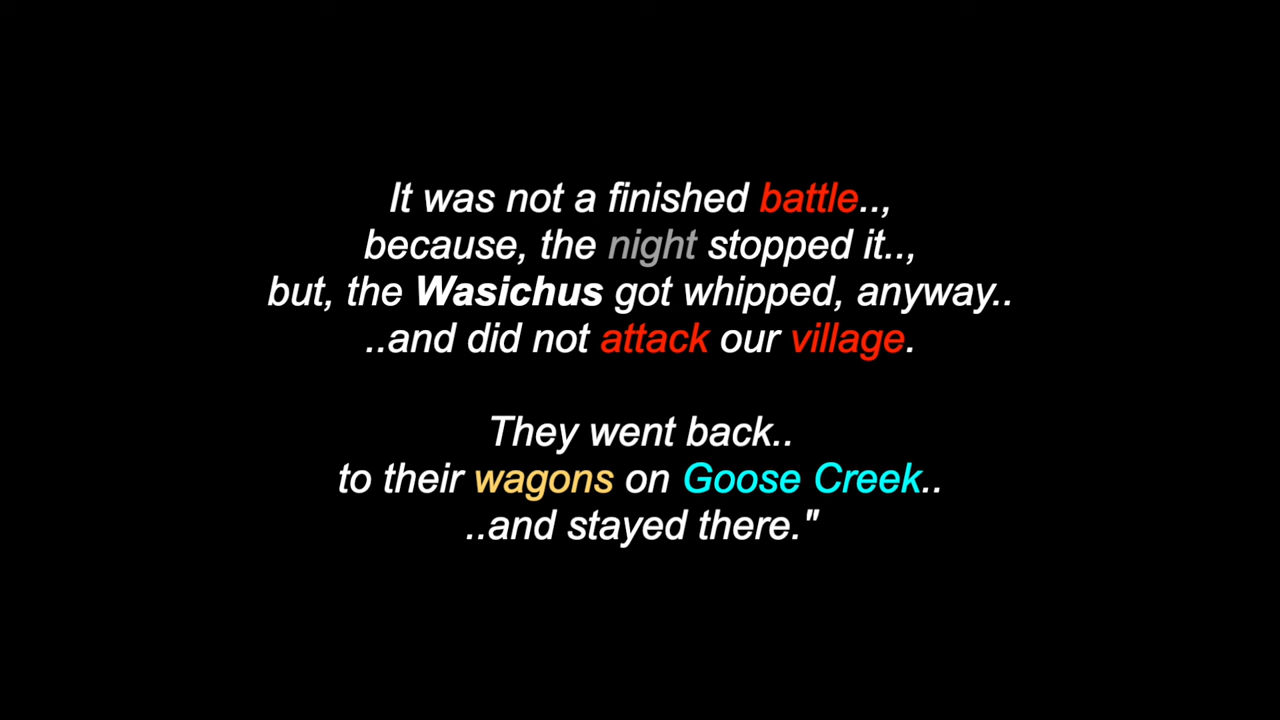 It was not a finished battle..,
because, the night stopped it..,
but, the Wasichus got whipped, anyway..
..and did not attack our village.
They went back..
to their wagons on Goose Creek..
..and stayed there."